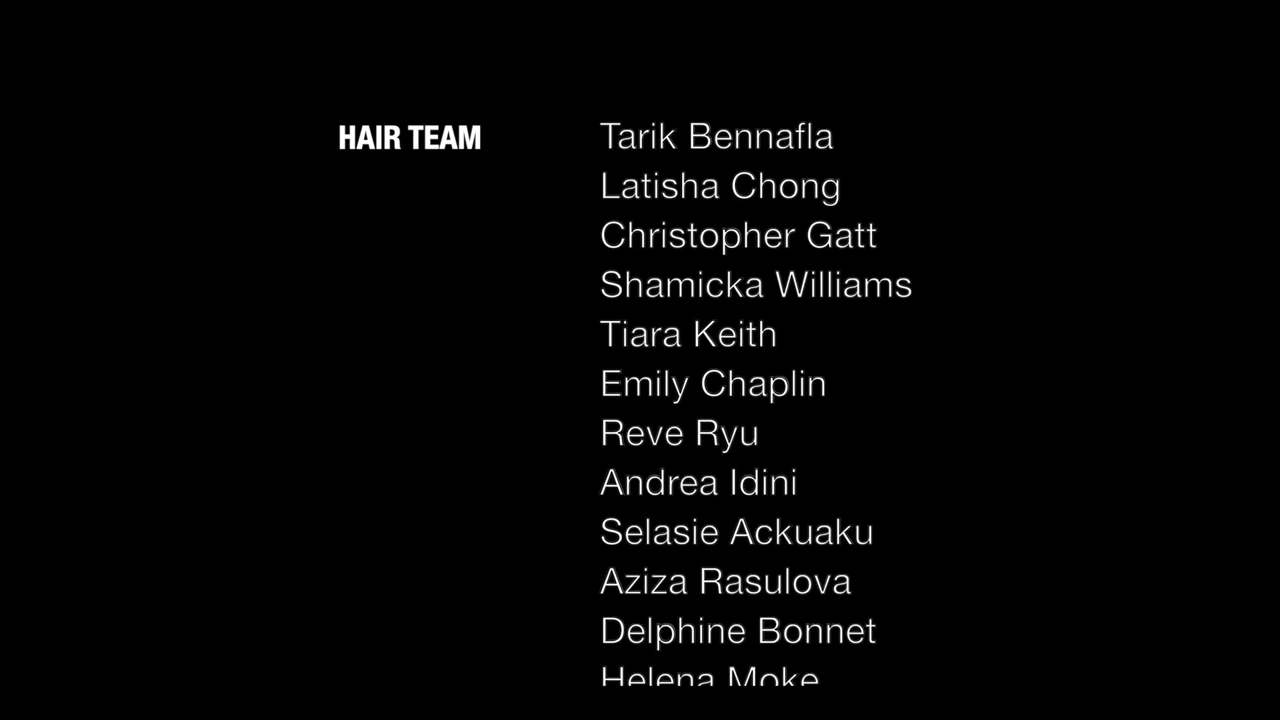 HAIR TEAM Tarik Bennafla
Latisha Chong
Christopher Gatt
Shamicka Williams
Tiara Keith
Emily Chaplin
Reve Ryu
Andrea Idini
Selasie Ackuaku
Aziza Rasulova
Delphine Bonnet
Helena Moke